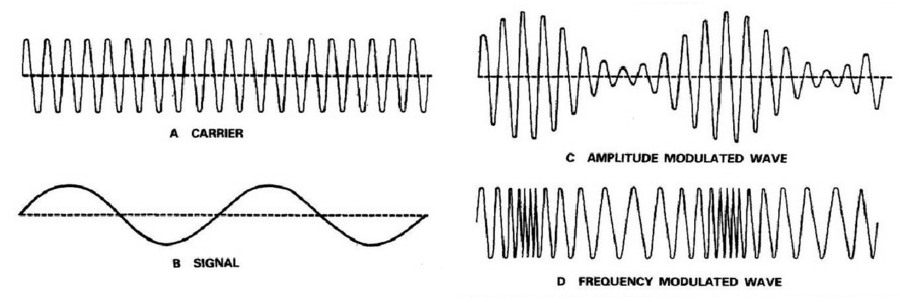 A CARRIER
B SIGNAL
C AMPLITUDE MODULATED WAVE
D FREQUENCY MODULATED WAVE